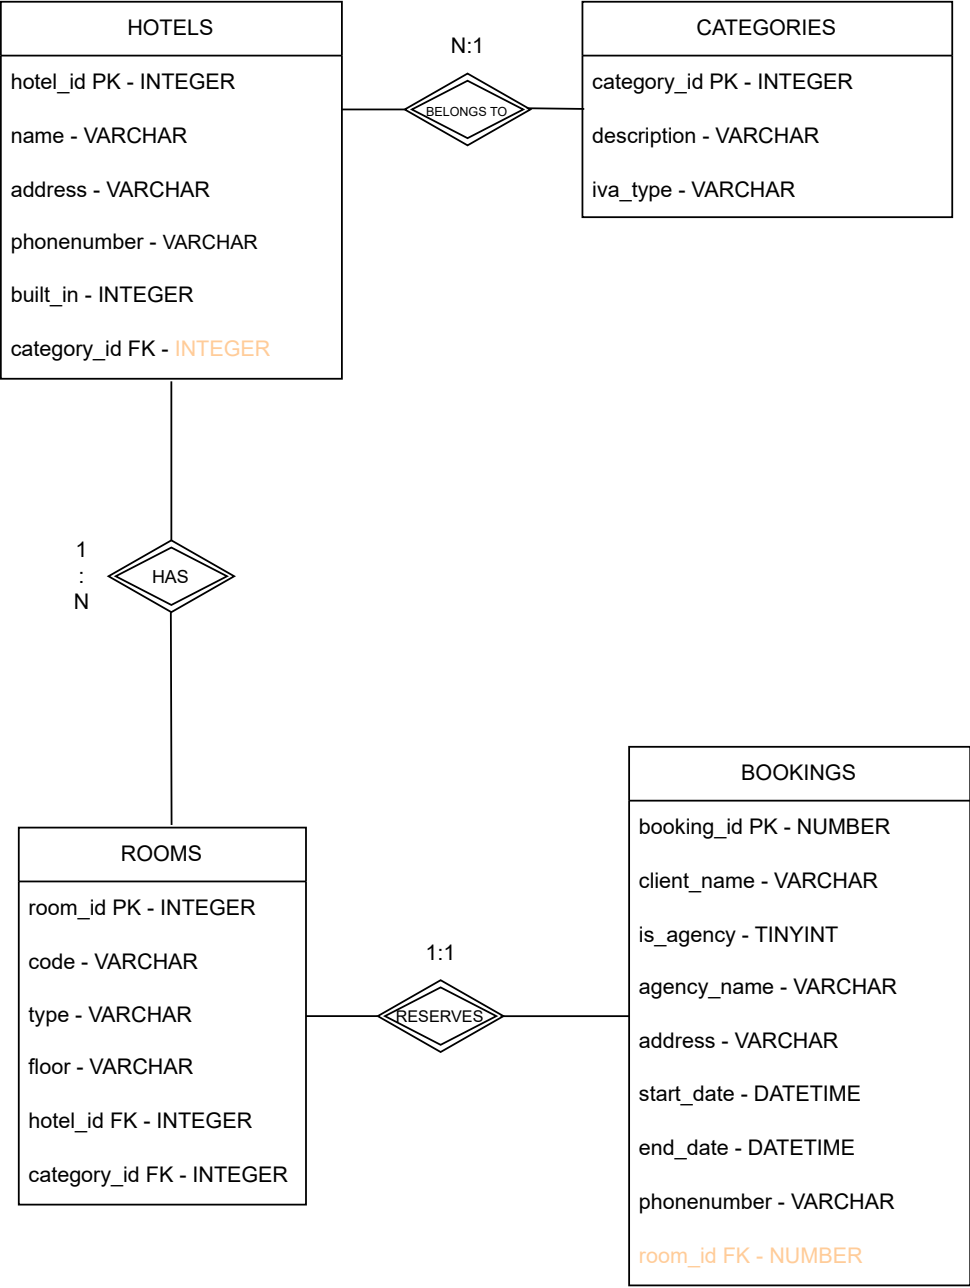 HOTELS
hotel_id PK - INTEGER
name - VARCHAR
address - VARCHAR
phonenumber - VARCHAR
built_in - INTEGER
category_id FK - INTEGER
N:1
BELONGS TO
CATEGORIES
category_id PK - INTEGER
description - VARCHAR
iva_type - VARCHAR
1
:
N
HAS
ROOMS
room_id PK - INTEGER
code - VARCHAR
type - VARCHAR
floor - VARCHAR
hotel_id FK - INTEGER
category_id FK - INTEGER
1:1
RESERVES
BOOKINGS
booking_id PK - NUMBER
client_name - VARCHAR
is_agency - TINYINT
agency_name - VARCHAR
address - VARCHAR
start_date - DATETIME
end_date - DATETIME
phonenumber - VARCHAR
room_id FK - NUMBER